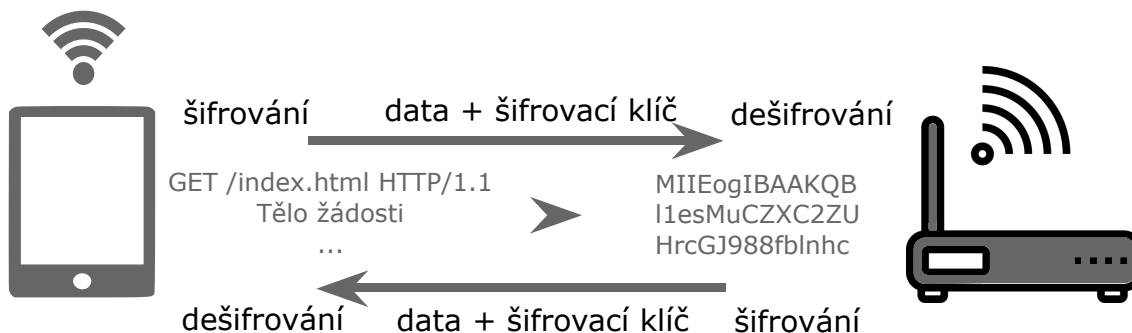 šifrování data + šifrovací klíč dešifrování
GET /index.html HTTP/1.1
Tělo žádosti
...
MIIEogIBAAKQB
l1esMuCZXC2ZU
HrcGJ988fblnhc
dešifrování data + šifrovací klíč šifrování